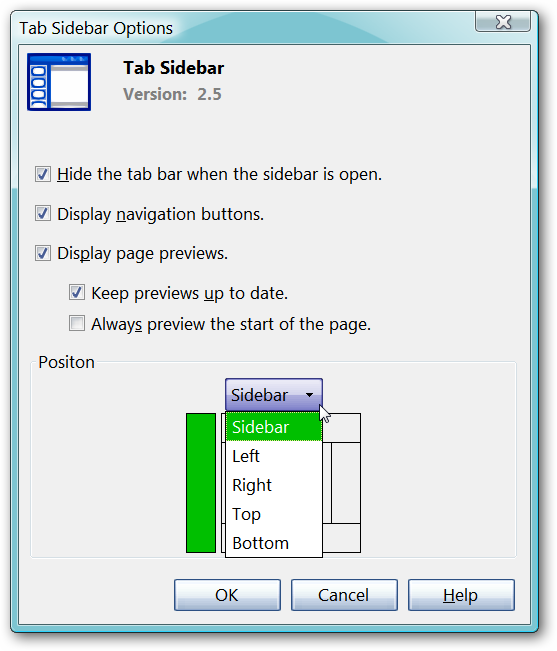 Tab Sidebar Options
Tab Sidebar
Version: 2.5
Hide the tab bar when the sidebar is open.
Display navigation buttons.
Display page previews.
Keep previews up to date.
Always preview the start of the page.
Positon
Sidebar
Sidebar
Left
Right
Top
Bottom
OK Cancel Help